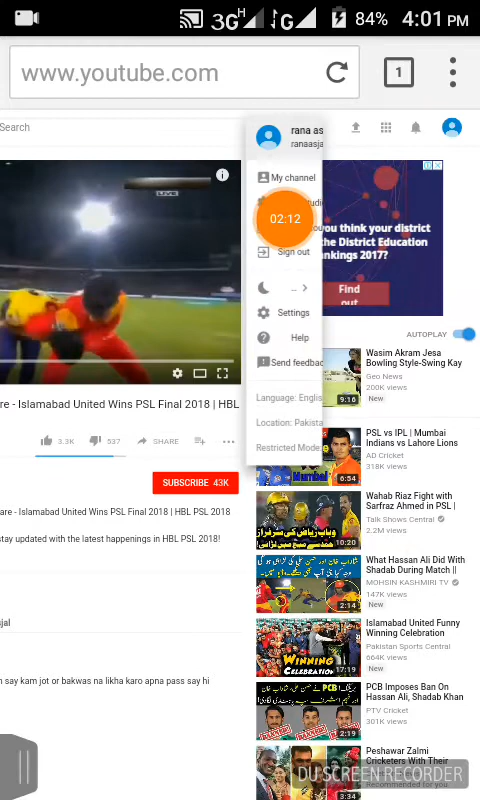 3G H G 84% 4:01 PM
www.youtube.com
1
Search
rana as
ranaasja
My channel
02:12
Sign out
...
Settings
Help
Send feedbac
Language: Englis
Location: Pakista
Restricted Mode:
you think your district
the District Education
nkings 2017?
Find
out
AUTOPLAY
re - Islamabad United Wins PSL Final 2018 | HBL
3.3K 537 SHARE
SUBSCRIBE 43K
are - Islamabad United Wins PSL Final 2018 | HBL PSL 2018
stay updated with the latest happenings in HBL PSL 2018!
sjal
n say kam jot or bakwas na likha karo apna pass say hi
9:16
Wasim Akram Jesa
Bowling Style-Swing Kay
Geo News
200K views
New
6:54
PSL vs IPL | Mumbai
Indians vs Lahore Lions
AD Cricket
318K views
10:20
Wahab Riaz Fight with
Sarfraz Ahmed in PSL |
Talk Shows Central
2.2M views
2:14
What Hassan Ali Did With
Shadab During Match ||
MOHSIN KASHMIRI TV
147K views
New
WINNING
CELEBRATION
17:19
Islamabad United Funny
Winning Celebration
Pakistan Sports Central
664K views
New
2:19
PCB Imposes Ban On
Hassan Ali, Shadab Khan
PTV Cricket
301K views
3:34
Peshawar Zalmi
Cricketers With Their
Recommended for you
DU SCREEN RECORDER